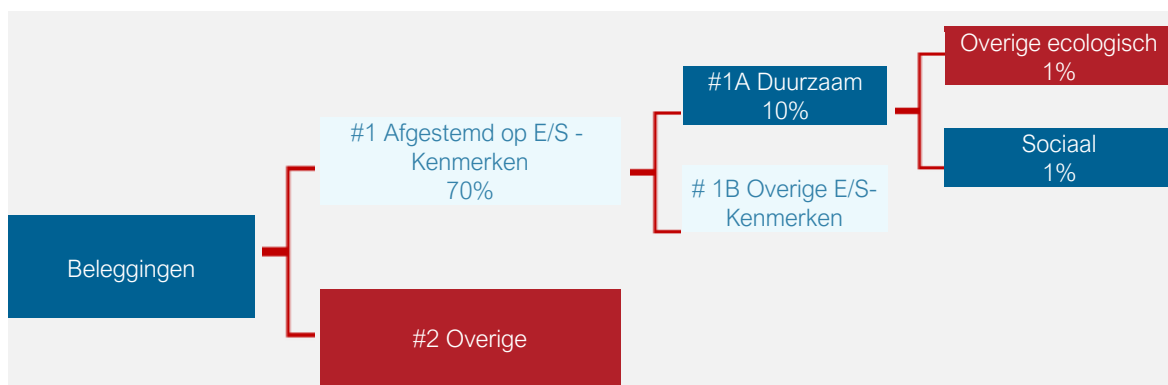 Overige ecologisch
1%
#1A Duurzaam
10%
#1 Afgestemd op E/S -
Kenmerken
70%
Sociaal
1%
# 1B Overige E/S-
Kenmerken
Beleggingen
#2 Overige